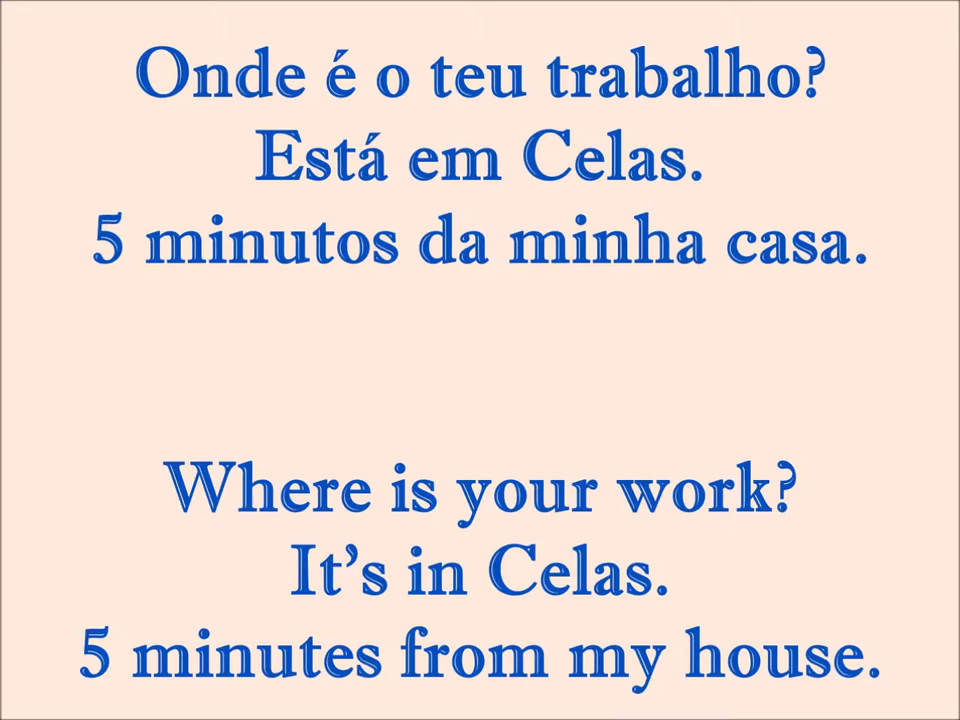 Onde é o teu trabalho?
Está em Celas.
5 minutos da minha casa.
Where is your work?
It’s in Celas.
5 minutes from my house.